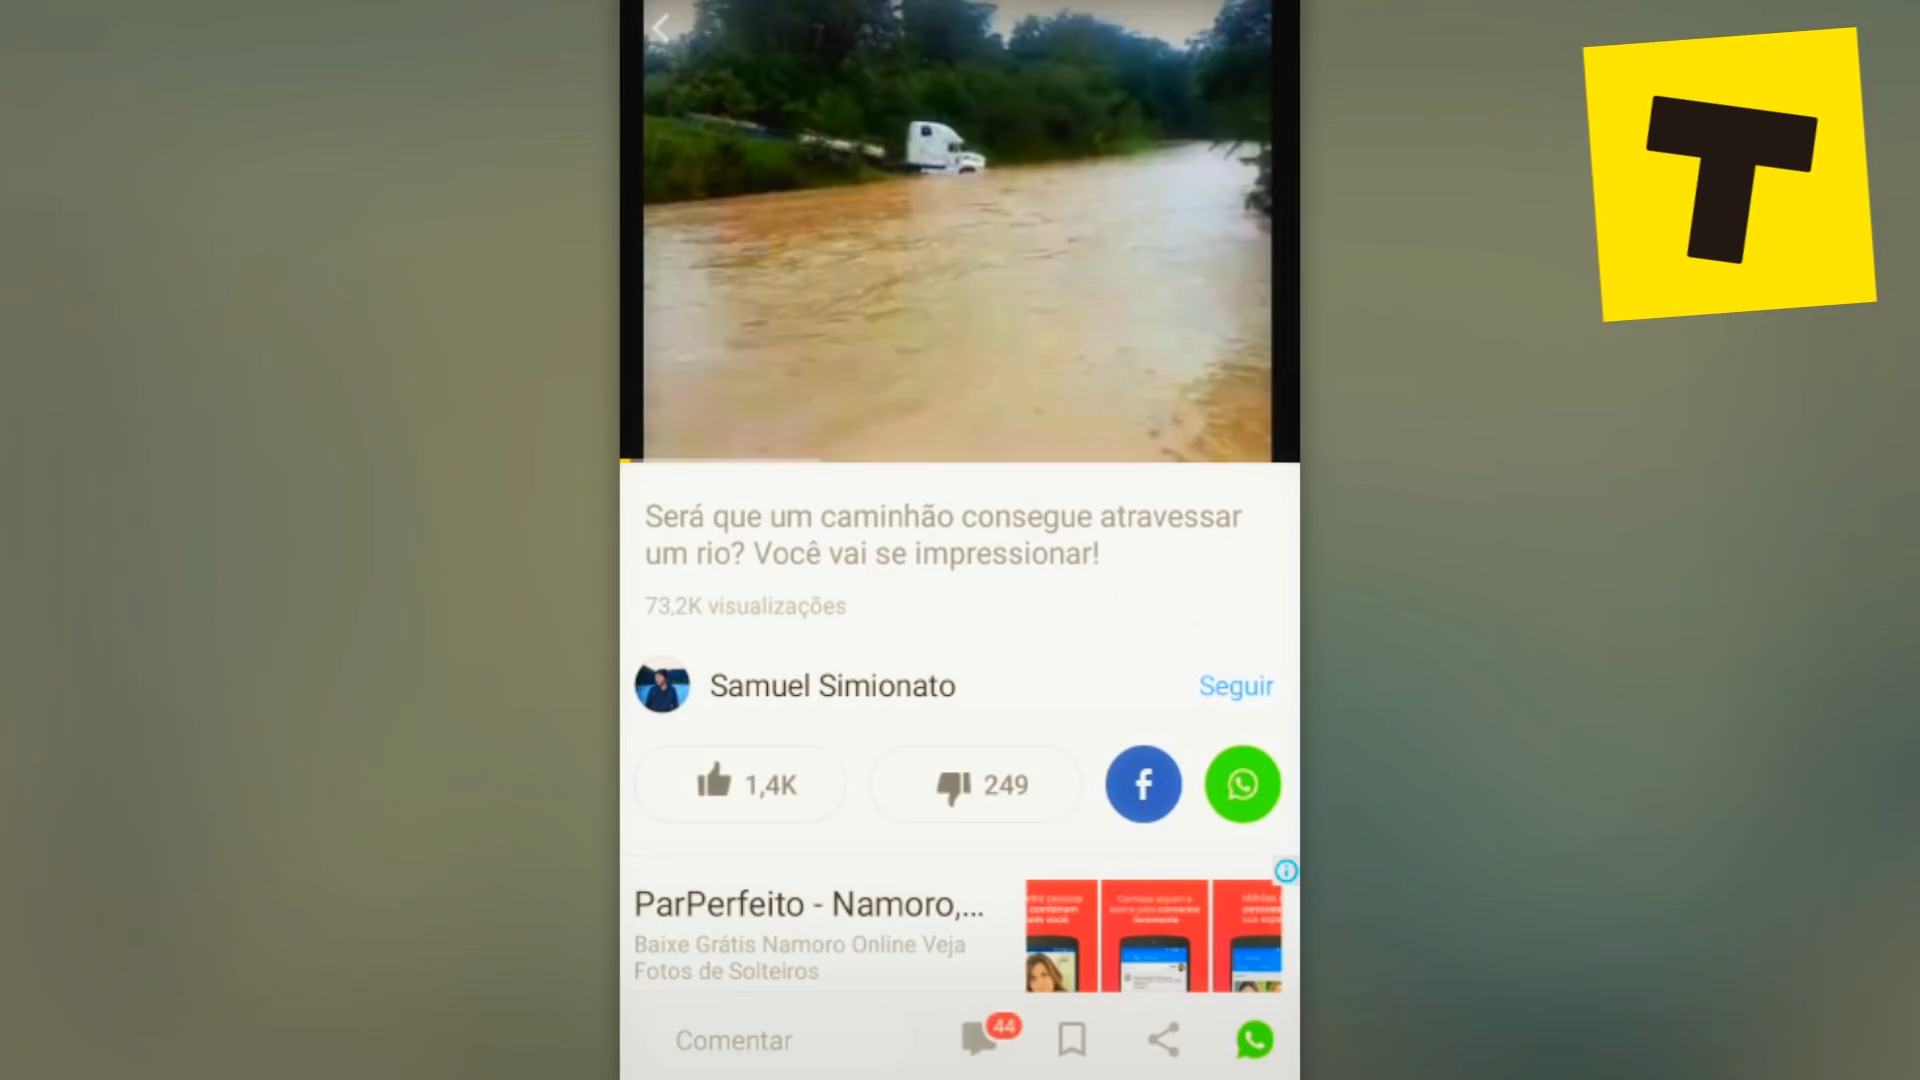 T
Será que um caminhão consegue atravessar
um rio? Você vai se impressionar!
73,2K visualizações
Samuel Simionato
Seguir
1,4K
249
f
ParPerfeito - Namoro,...
Baixe Grátis Namoro Online Veja
Fotos de Solteiros
Comentar
44